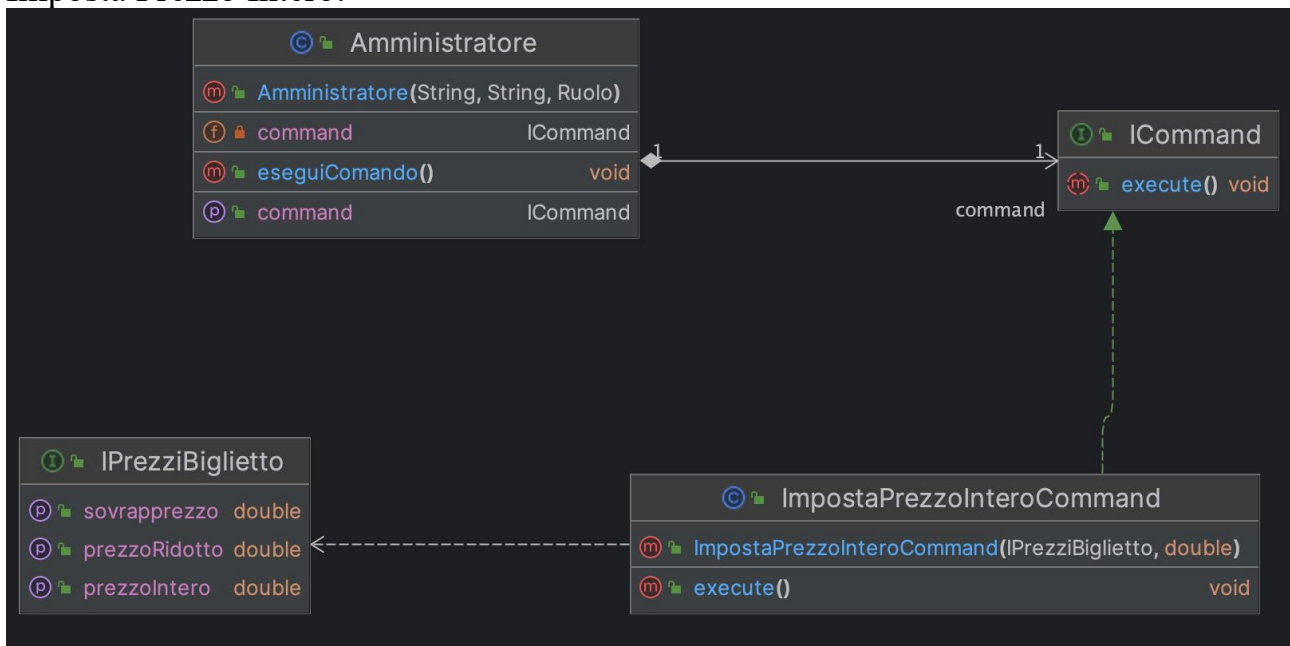 Amministratore
Amministratore(String, String, Ruolo)
command ICommand
eseguiComando() void
command ICommand
1
1
command
ICommand
execute() void
IPrezziBiglietto
sovrapprezzo double
prezzoRidotto double
prezzoIntero double
ImpostaPrezzoInteroCommand
ImpostaPrezzoInteroCommand(IPrezziBiglietto, double)
execute() void